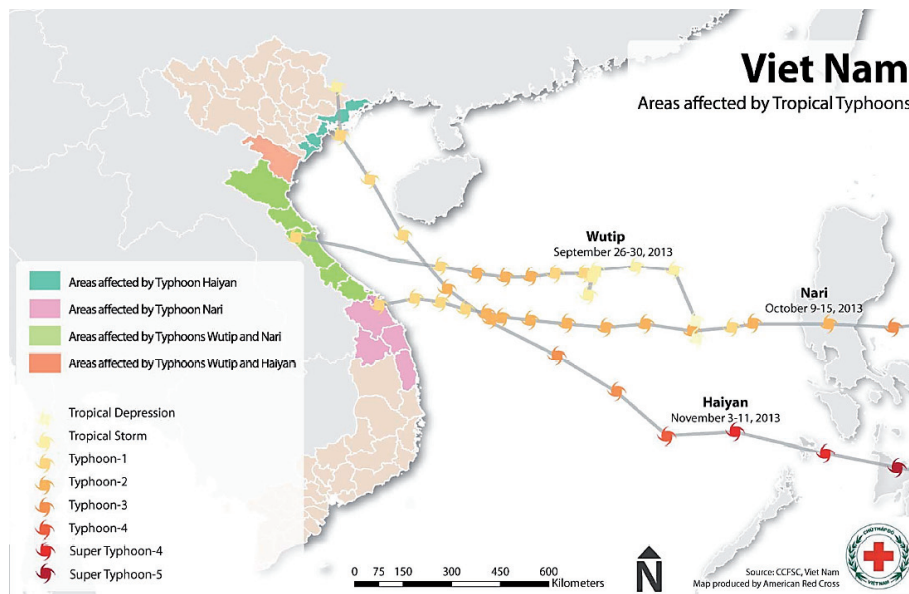 Viet Nam
Areas affected by Tropical Typhoons
Wutip
September 26-30, 2013
Nari
October 9-15, 2013
Haiyan
November 3-11, 2013
Areas affected by Typhoon Haiyan
Areas affected by Typhoon Nari
Areas affected by Typhoons Wutip and Nari
Areas affected by Typhoons Wutip and Haiyan
Tropical Depression
Tropical Storm
Typhoon-1
Typhoon-2
Typhoon-3
Typhoon-4
Super Typhoon-4
Super Typhoon-5
0 75 150 300 450 600
Kilometers
N
Source: CCFSC, Viet Nam
Map produced by American Red Cross
CHỮTHẬPĐỎ
VIETNAM